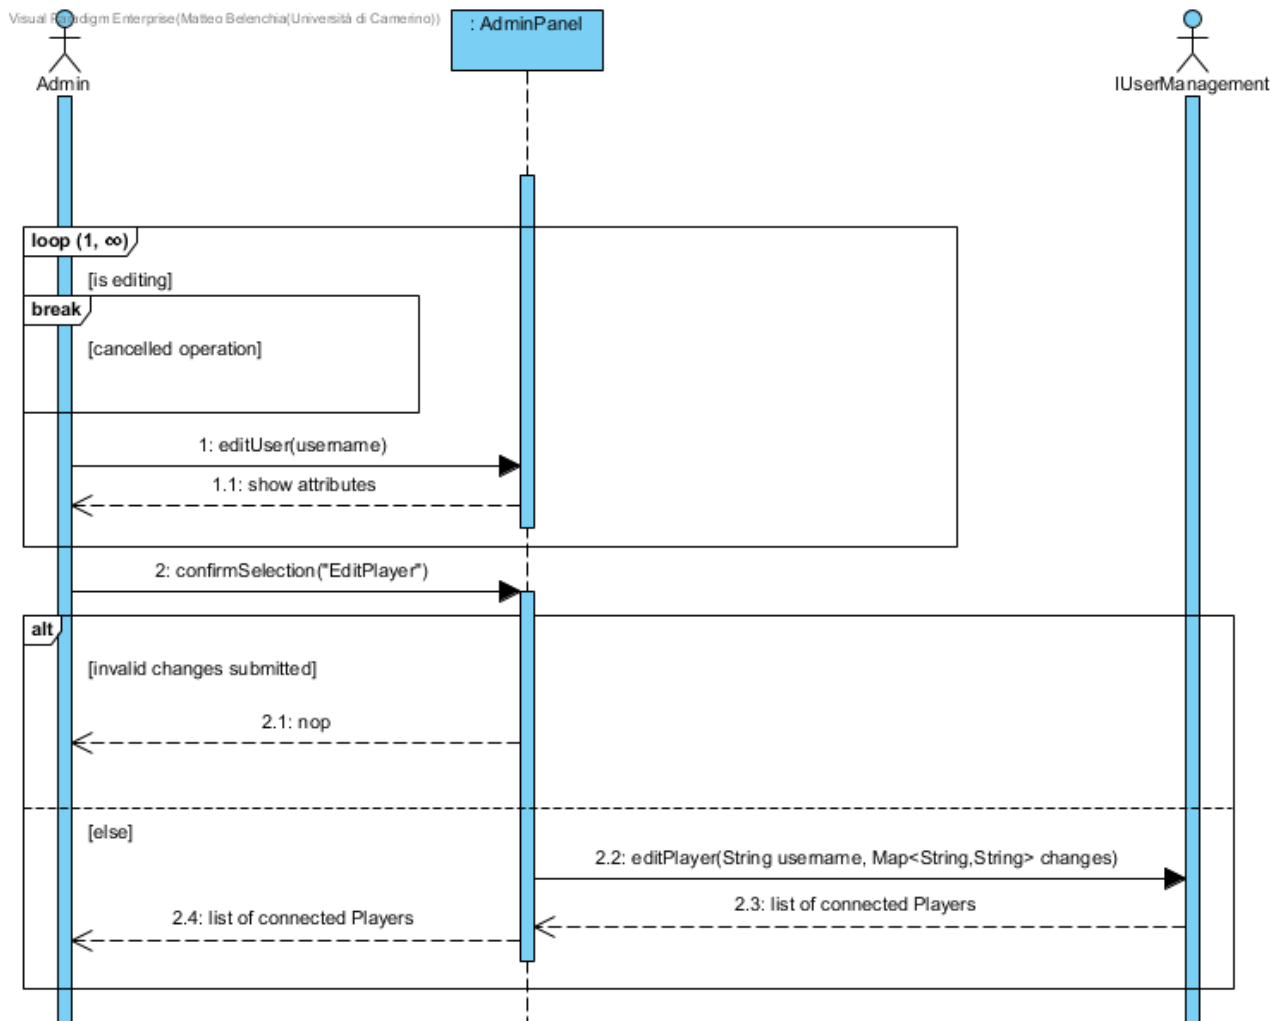 Visual Paradigm Enterprise(Matteo Belenchia(Università di Camerino))
: AdminPanel
Admin
IUserManagement
loop (1, ∞)
[is editing]
break
[cancelled operation]
1: editUser(username)
1.1: show attributes
2: confirmSelection("EditPlayer")
alt
[invalid changes submitted]
2.1: nop
[else]
2.2: editPlayer(String username, Map<String,String> changes)
2.3: list of connected Players
2.4: list of connected Players